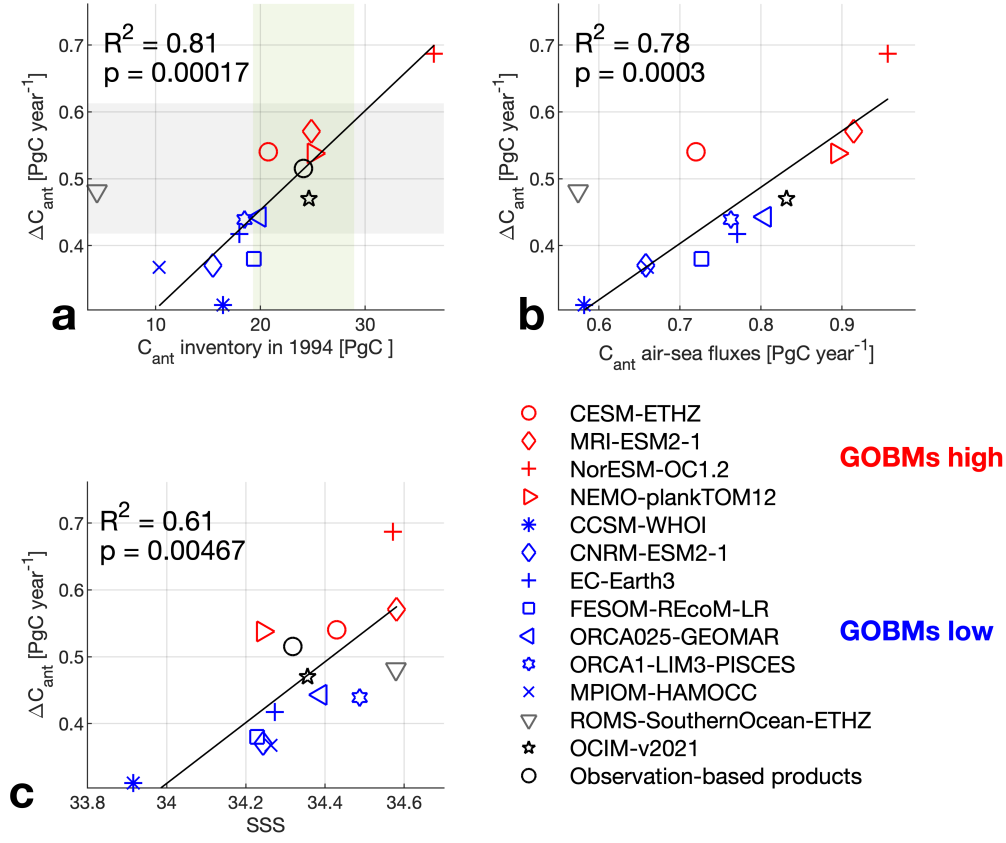 0.7
0.6
0.5
0.4
ΔC_ant [PgC year⁻¹]
R² = 0.81
p = 0.00017
a
10 20 30
C_ant inventory in 1994 [PgC ]
0.7
0.6
0.5
0.4
ΔC_ant [PgC year⁻¹]
R² = 0.78
p = 0.0003
b
0.6 0.7 0.8 0.9
C_ant air-sea fluxes [PgC year⁻¹]
0.7
0.6
0.5
0.4
ΔC_ant [PgC year⁻¹]
R² = 0.61
p = 0.00467
c
33.8 34 34.2 34.4 34.6
SSS
CESM-ETHZ
MRI-ESM2-1
NorESM-OC1.2
NEMO-plankTOM12
CCSM-WHOI
CNRM-ESM2-1
EC-Earth3
FESOM-REcoM-LR
ORCA025-GEOMAR
ORCA1-LIM3-PISCES
MPIOM-HAMOCC
ROMS-SouthernOcean-ETHZ
OCIM-v2021
Observation-based products
GOBMs high
GOBMs low